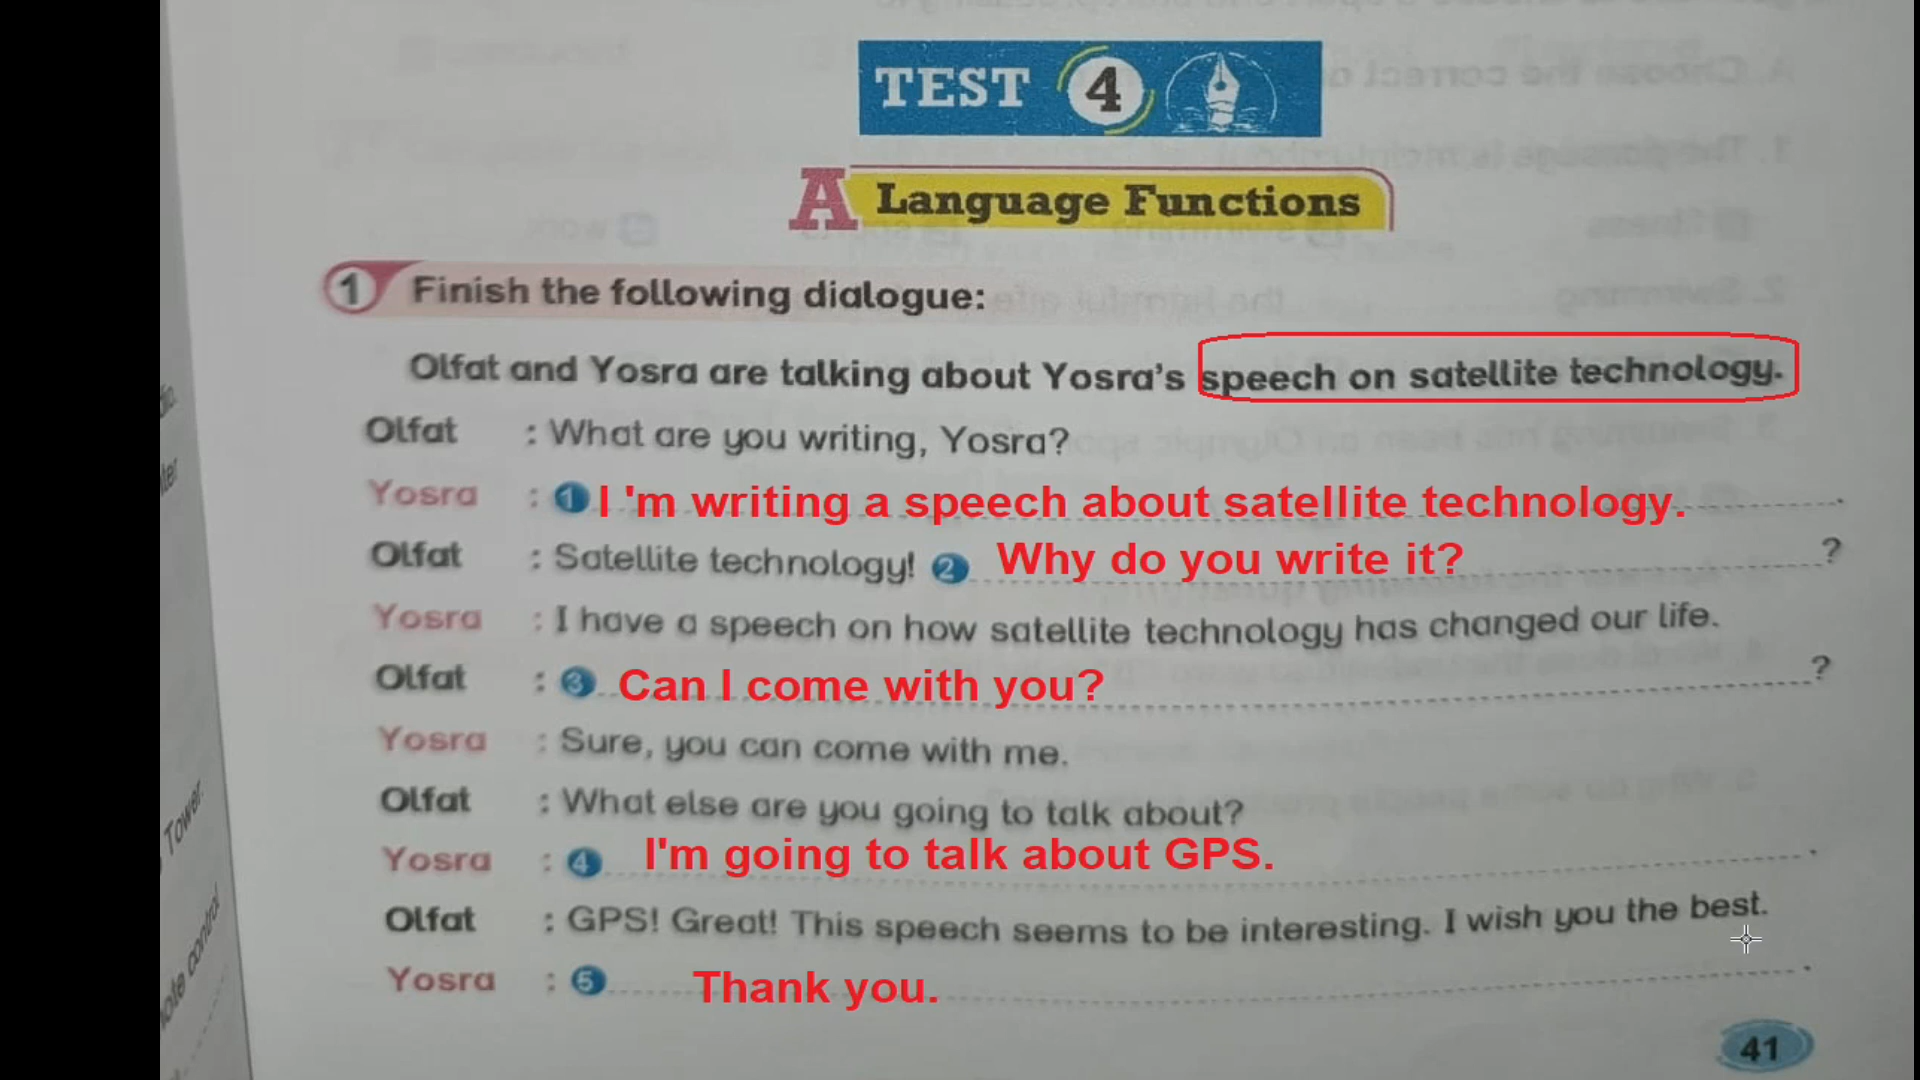 TEST 4
A Language Functions
1 Finish the following dialogue:
Olfat and Yosra are talking about Yosra's speech on satellite technology.
Olfat : What are you writing, Yosra?
Yosra : 1 I 'm writing a speech about satellite technology. .
Olfat : Satellite technology! 2 Why do you write it? ?
Yosra : I have a speech on how satellite technology has changed our life.
Olfat : 3 Can I come with you? ?
Yosra : Sure, you can come with me.
Olfat : What else are you going to talk about?
Yosra : 4 I'm going to talk about GPS. .
Olfat : GPS! Great! This speech seems to be interesting. I wish you the best.
Yosra : 5 Thank you. .
41
Tower.
control